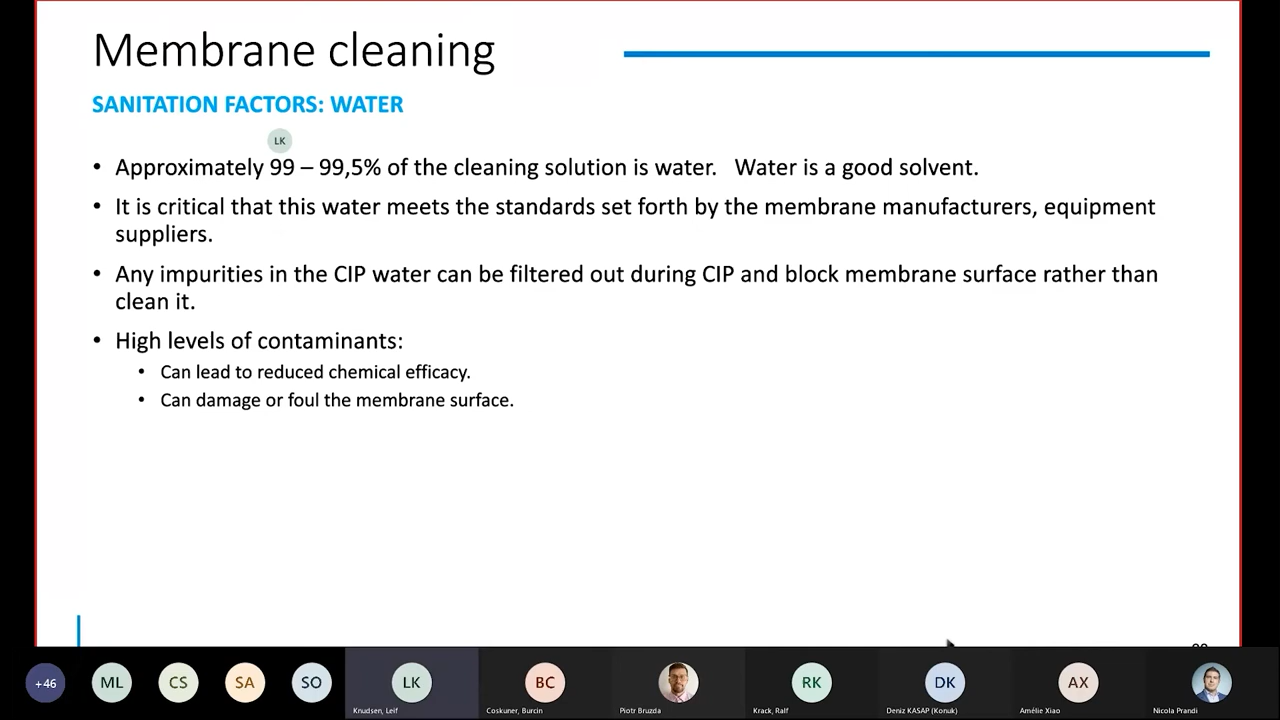 Membrane cleaning
SANITATION FACTORS: WATER
LK
• Approximately 99 – 99,5% of the cleaning solution is water. Water is a good solvent.
• It is critical that this water meets the standards set forth by the membrane manufacturers, equipment
suppliers.
• Any impurities in the CIP water can be filtered out during CIP and block membrane surface rather than
clean it.
• High levels of contaminants:
• Can lead to reduced chemical efficacy.
• Can damage or foul the membrane surface.
+46 ML CS SA SO LK BC RK DK AX
Knudsen, Leif Coskuner, Burcin Piotr Bruzda Krack, Ralf Deniz KASAP (Konuk) Amélie Xiao Nicola Prandi